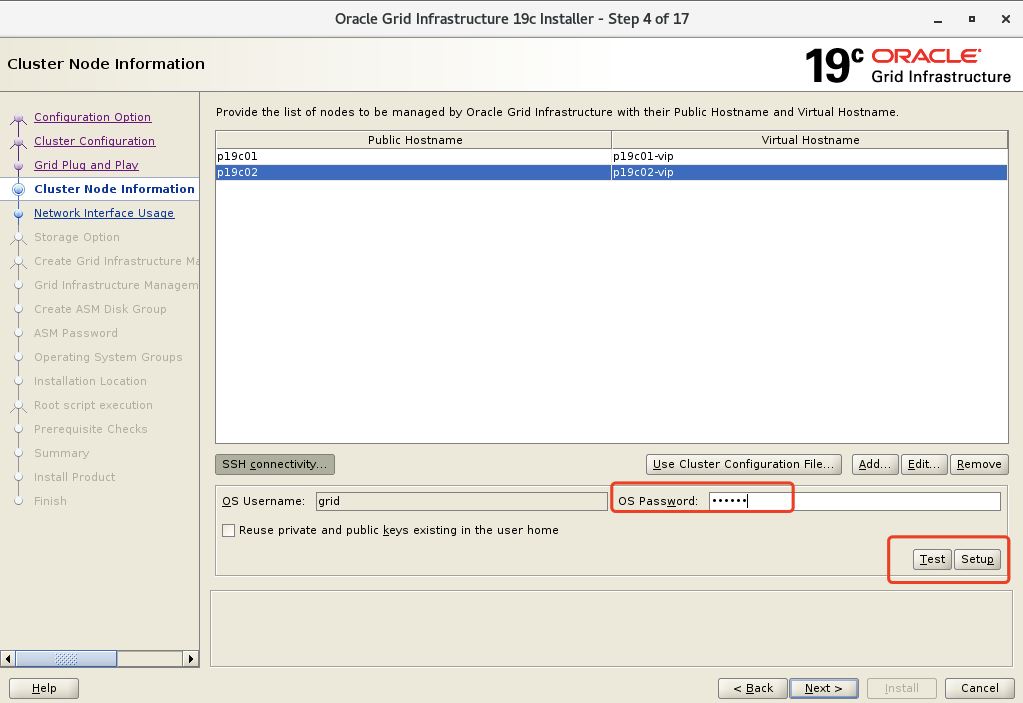 Oracle Grid Infrastructure 19c Installer - Step 4 of 17
Cluster Node Information
19c ORACLE
Grid Infrastructure
Configuration Option
Cluster Configuration
Grid Plug and Play
Cluster Node Information
Network Interface Usage
Storage Option
Create Grid Infrastructure Ma
Grid Infrastructure Managem
Create ASM Disk Group
ASM Password
Operating System Groups
Installation Location
Root script execution
Prerequisite Checks
Summary
Install Product
Finish
Provide the list of nodes to be managed by Oracle Grid Infrastructure with their Public Hostname and Virtual Hostname.
Public Hostname Virtual Hostname
p19c01 p19c01-vip
p19c02 p19c02-vip
SSH connectivity... Use Cluster Configuration File... Add... Edit... Remove
OS Username: grid OS Password: ••••••
Reuse private and public keys existing in the user home
Test Setup
Help < Back Next > Install Cancel